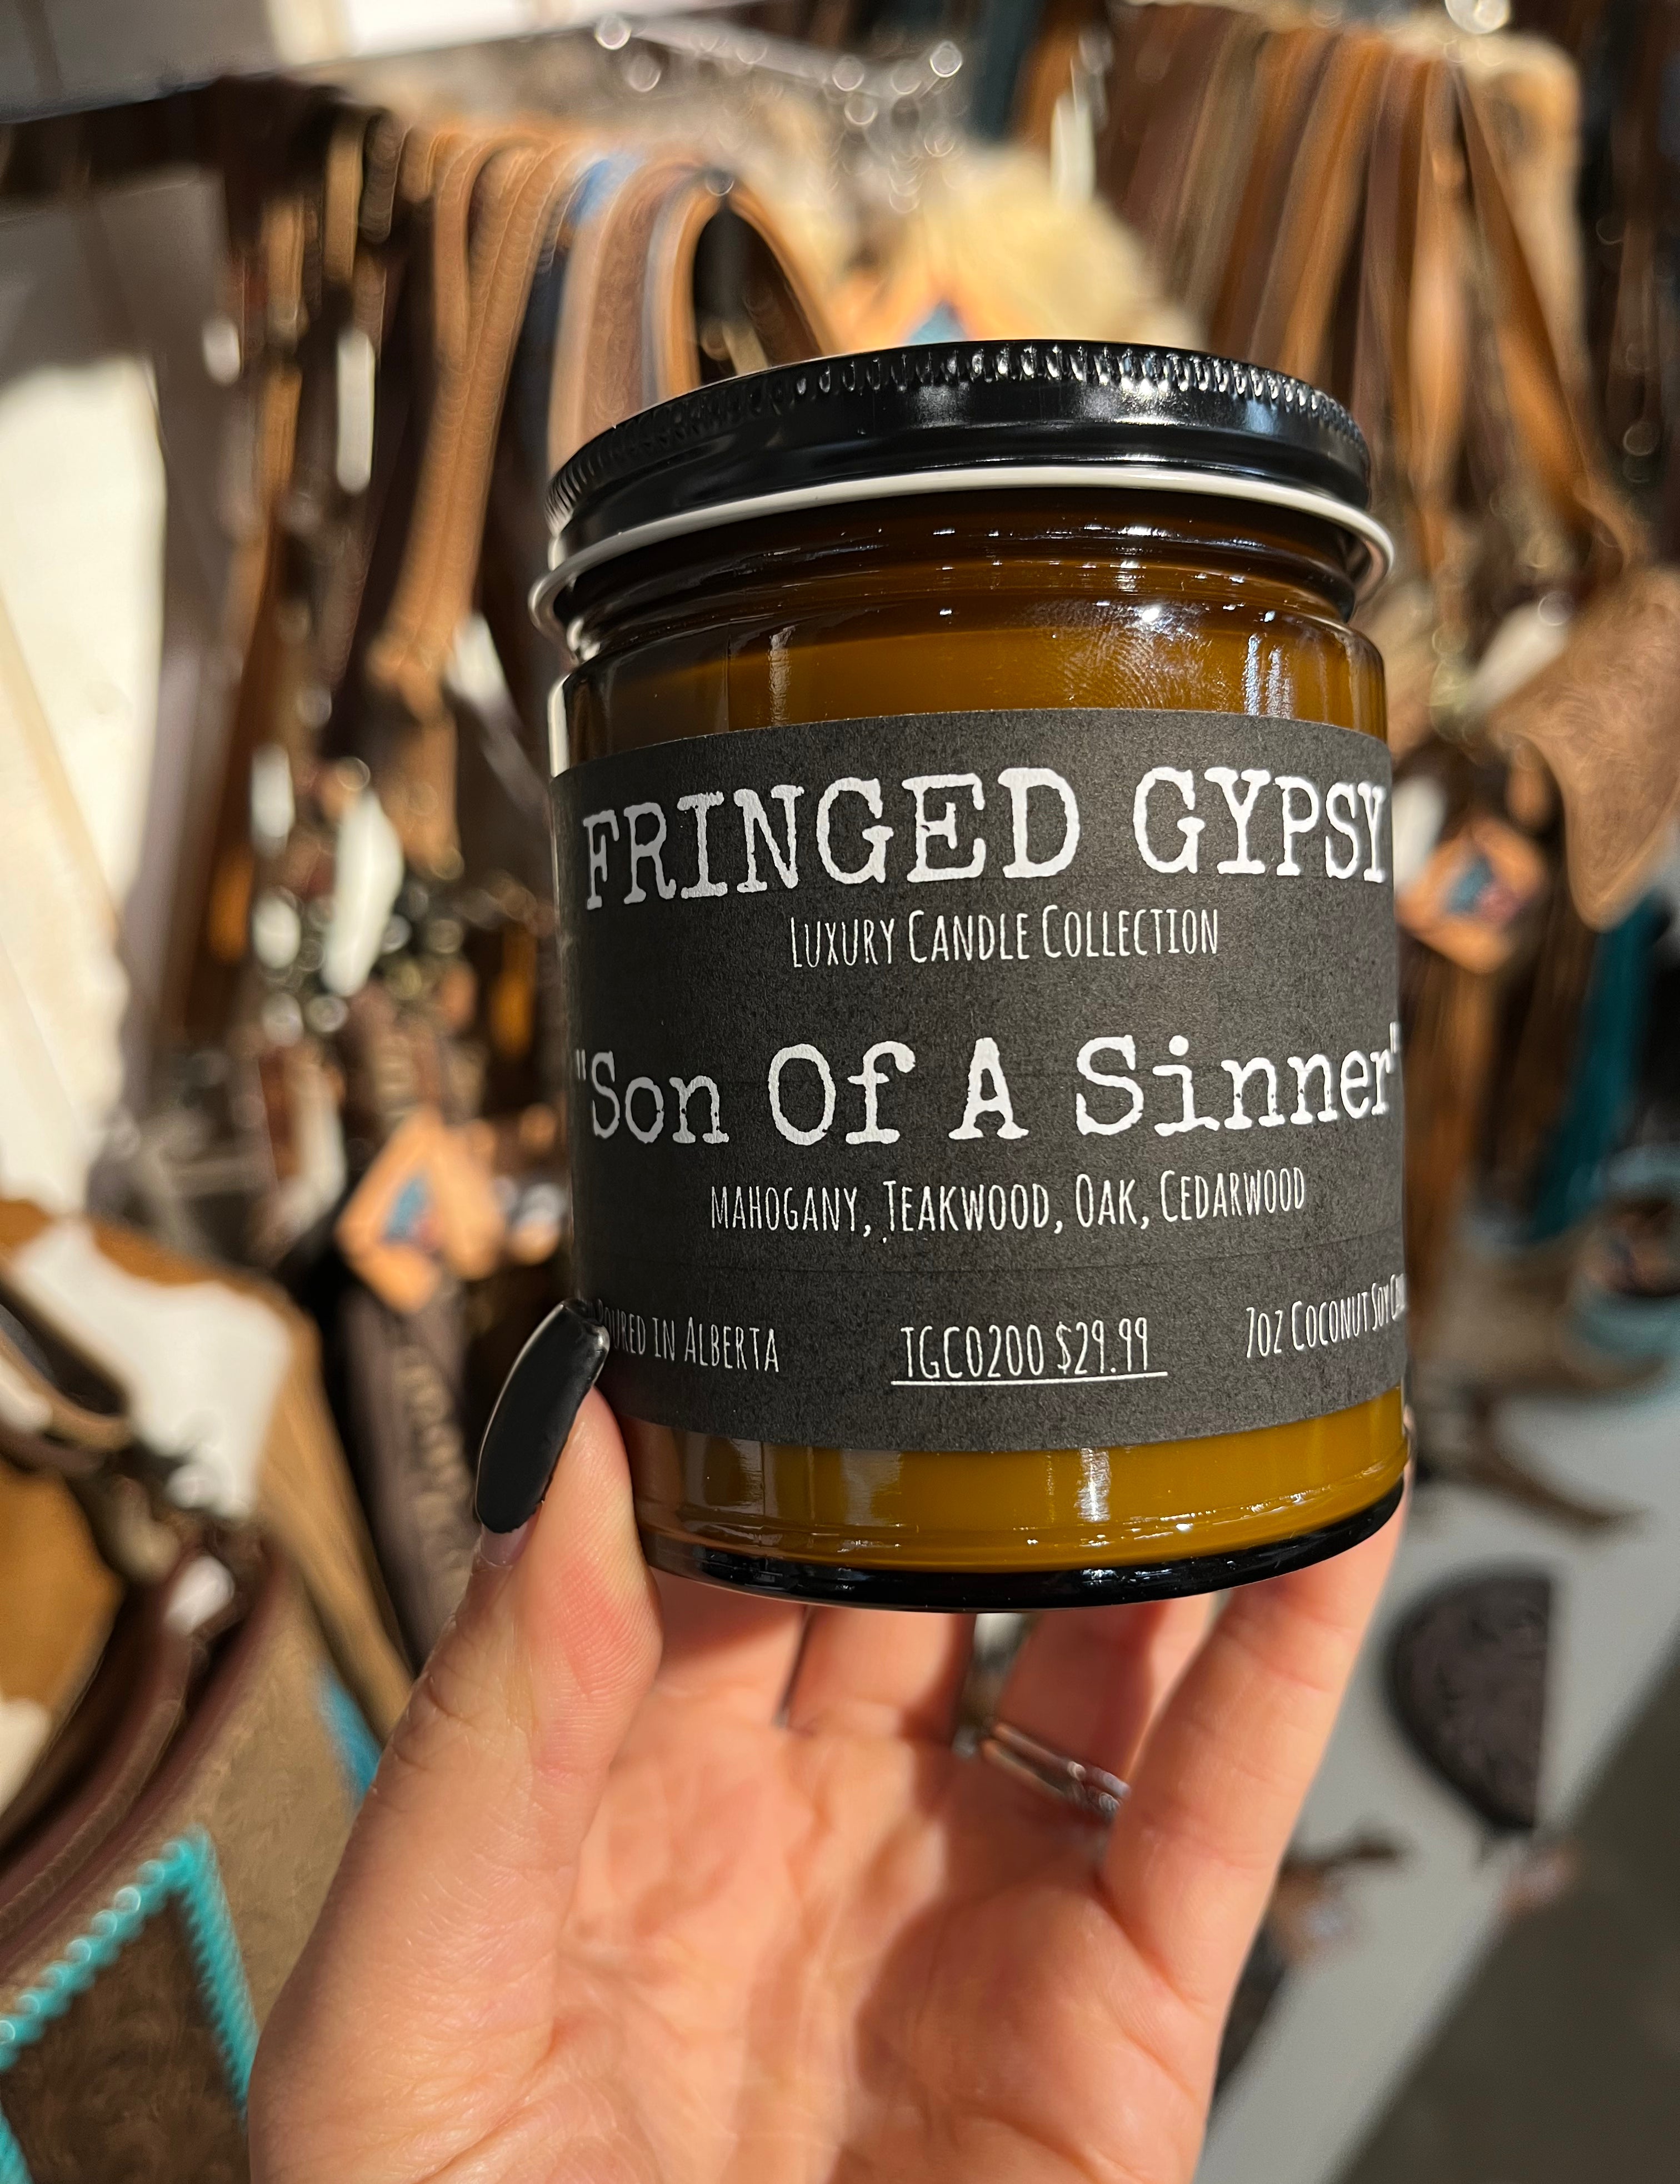 FRINGED GYPSY
LUXURY CANDLE COLLECTION
"Son Of A Sinner"
MAHOGANY, TEAKWOOD, OAK, CEDARWOOD
POURED IN ALBERTA
TGC0200 $29.99
7OZ COCONUT SOY